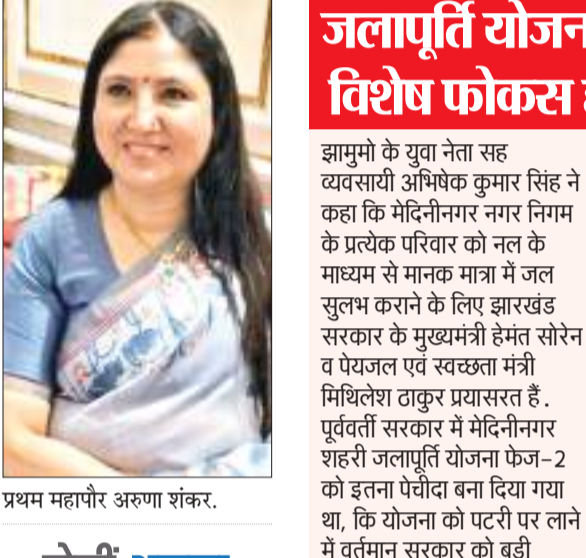 प्रथम महापौर अरुणा शंकर.
जलापूर्ति योजन
विशेष फोकस
झामुमो के युवा नेता सह
व्यवसायी अभिषेक कुमार सिंह ने
कहा कि मेदिनीनगर नगर निगम
के प्रत्येक परिवार को नल के
माध्यम से मानक मात्रा में जल
सुलभ कराने के लिए झारखंड
सरकार के मुख्यमंत्री हेमंत सोरेन
व पेयजल एवं स्वच्छता मंत्री
मिथिलेश ठाकुर प्रयासरत हैं.
पूर्ववर्ती सरकार में मेदिनीनगर
शहरी जलापूर्ति योजना फेज-2
को इतना पेचीदा बना दिया गया
था, कि योजना को पटरी पर लाने
में वर्तमान सरकार को बड़ी